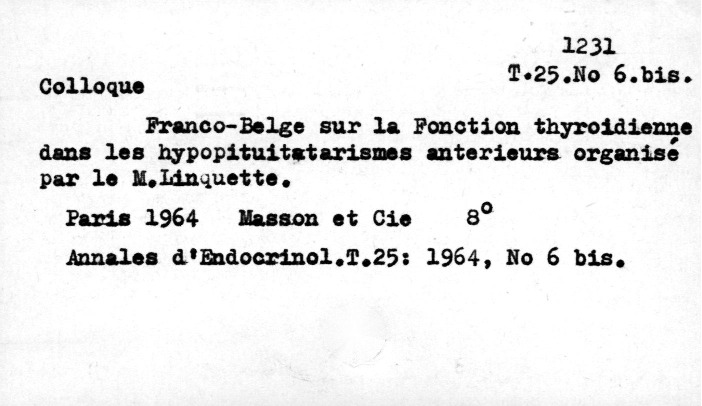 1231
T.25.No 6.bis.
Colloque
Franco-Belge sur la Fonction thyroidienne
dans les hypopituitatarismes anterieurs organisé
par le M.Linquette.
Paris 1964 Masson et Cie 8°
Annales d'Endocrinol.T.25: 1964, No 6 bis.